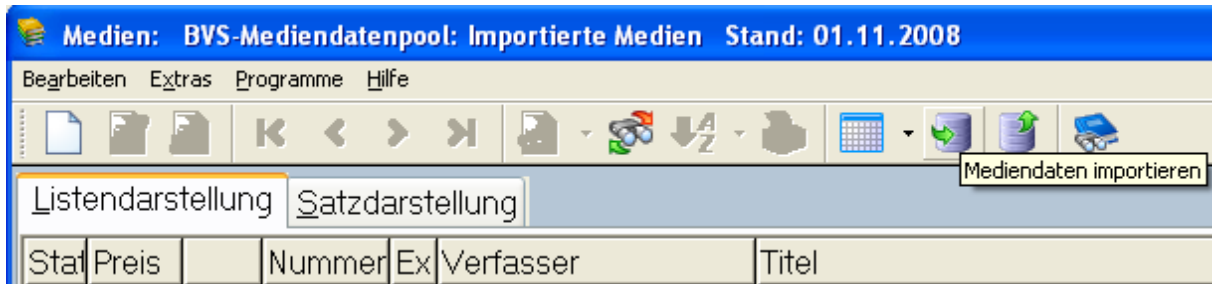 Medien: BVS-Mediendatenpool: Importierte Medien Stand: 01.11.2008
Bearbeiten Extras Programme Hilfe
Mediendaten importieren
Listendarstellung Satzdarstellung
Stat Preis Nummer Ex Verfasser Titel